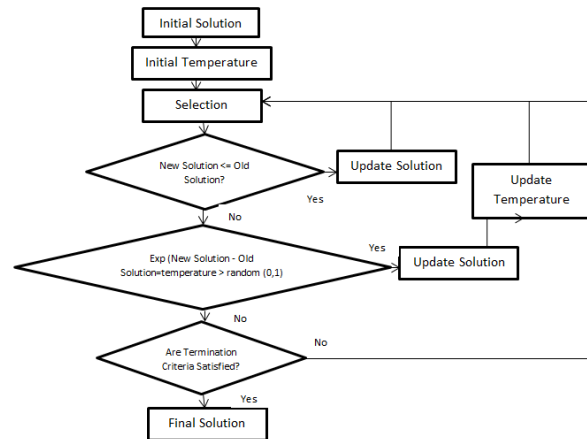 Initial Solution
Initial Temperature
Selection
New Solution <= Old
Solution?
Update Solution
Yes
Update
Temperature
No
Exp (New Solution - Old
Solution=temperature > random (0,1)
Yes
Update Solution
No
Are Termination
Criteria Satisfied?
No
Yes
Final Solution